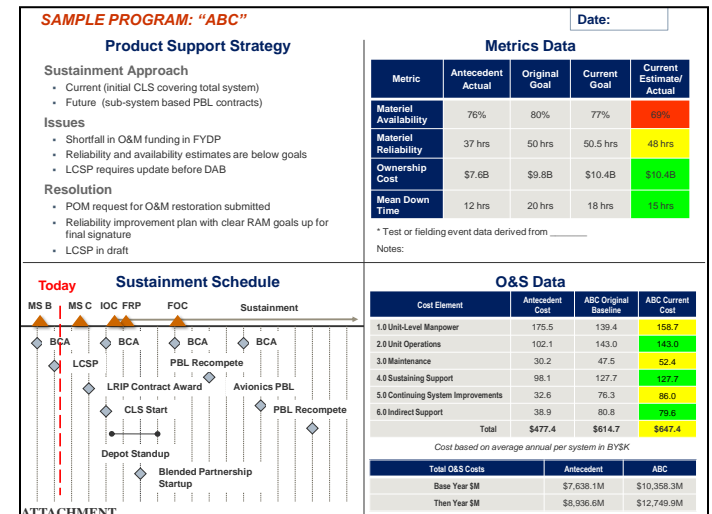 SAMPLE PROGRAM: “ABC”
Date:
Product Support Strategy
Sustainment Approach
• Current (initial CLS covering total system)
• Future (sub-system based PBL contracts)
Issues
• Shortfall in O&M funding in FYDP
• Reliability and availability estimates are below goals
• LCSP requires update before DAB
Resolution
• POM request for O&M restoration submitted
• Reliability improvement plan with clear RAM goals up for
final signature
• LCSP in draft
Metrics Data
Metric Antecedent Actual Original Goal Current Goal Current Estimate/ Actual
Materiel Availability 76% 80% 77% 69%
Materiel Reliability 37 hrs 50 hrs 50.5 hrs 48 hrs
Ownership Cost $7.6B $9.8B $10.4B $10.4B
Mean Down Time 12 hrs 20 hrs 18 hrs 15 hrs
* Test or fielding event data derived from _______
Notes:
Sustainment Schedule
Today
MS B MS C IOC FRP FOC Sustainment
BCA BCA BCA BCA
LCSP PBL Recompete
LRIP Contract Award Avionics PBL
CLS Start PBL Recompete
Depot Standup
Blended Partnership
Startup
O&S Data
Cost Element Antecedent Cost ABC Original Baseline ABC Current Cost
1.0 Unit-Level Manpower 175.5 139.4 158.7
2.0 Unit Operations 102.1 143.0 143.0
3.0 Maintenance 30.2 47.5 52.4
4.0 Sustaining Support 98.1 127.7 127.7
5.0 Continuing System Improvements 32.6 76.3 86.0
6.0 Indirect Support 38.9 80.8 79.6
Total $477.4 $614.7 $647.4
Cost based on average annual per system in BY$K
Total O&S Costs Antecedent ABC
Base Year $M $7,638.1M $10,358.3M
Then Year $M $8,936.6M $12,749.9M
ATTACHMENT